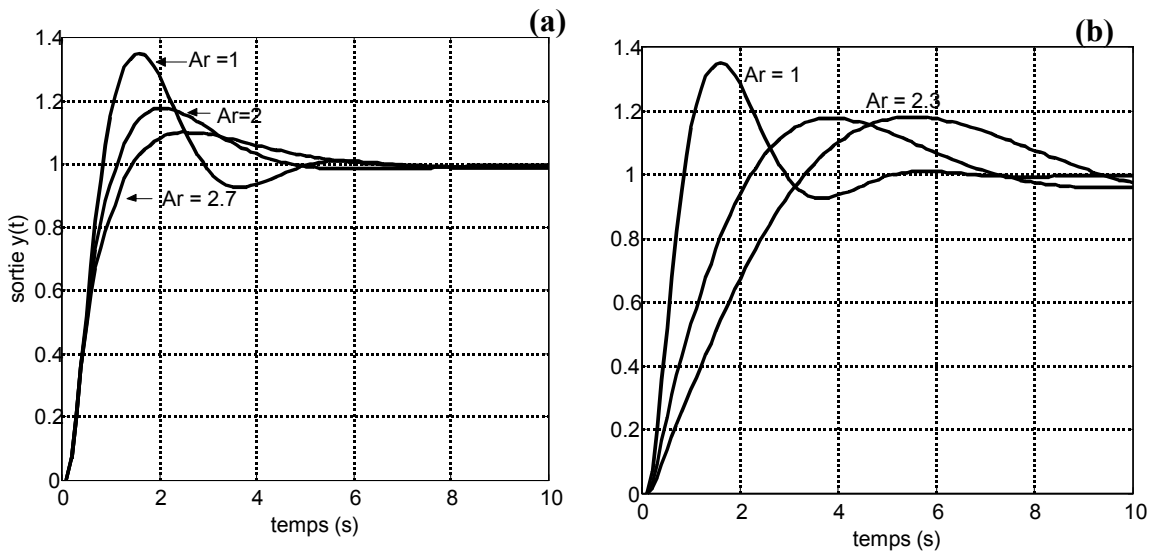 (a)
1.4
1.2
1
0.8
0.6
0.4
0.2
0
sortie y(t)
Ar =1
Ar=2
Ar = 2.7
0 2 4 6 8 10
temps (s)
(b)
1.4
1.2
1
0.8
0.6
0.4
0.2
0
Ar = 1
Ar = 2.3
0 2 4 6 8 10
temps (s)